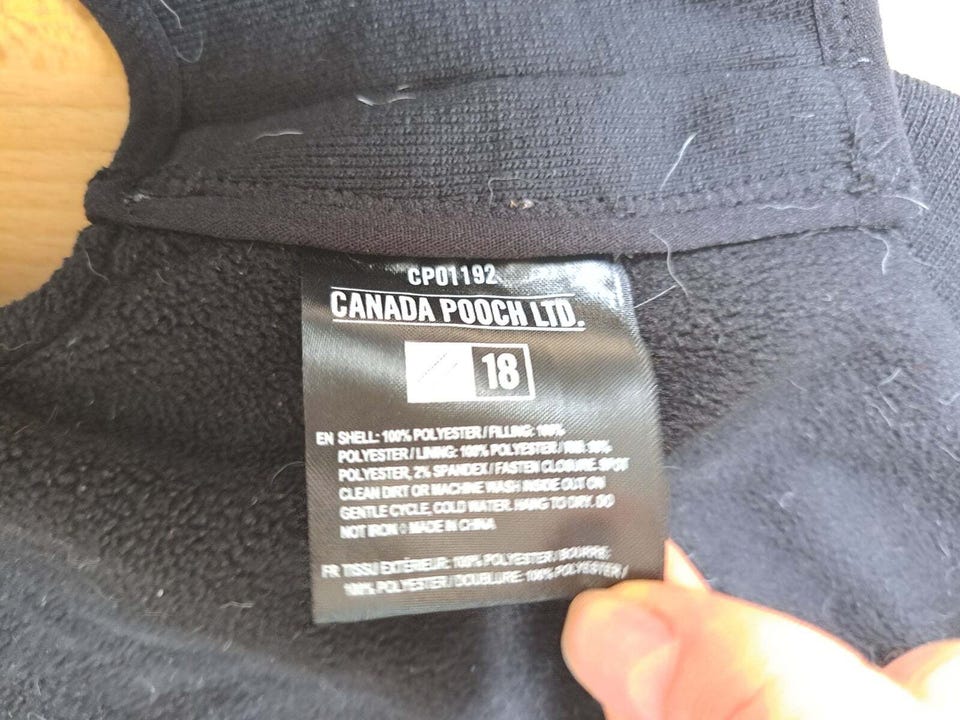 CP01192
CANADA POOCH LTD.
18
EN SHELL: 100% POLYESTER / FILLING: 100%
POLYESTER / LINING: 100% POLYESTER / RIB: 98%
POLYESTER, 2% SPANDEX / FASTEN CLOSURE. SPOT
CLEAN DIRT OR MACHINE WASH INSIDE OUT ON
GENTLE CYCLE, COLD WATER. HANG TO DRY. DO
NOT IRON ◊ MADE IN CHINA
FR TISSU EXTÉRIEUR: 100% POLYESTER / BOURRE:
100% POLYESTER / DOUBLURE: 100% POLYESTER /